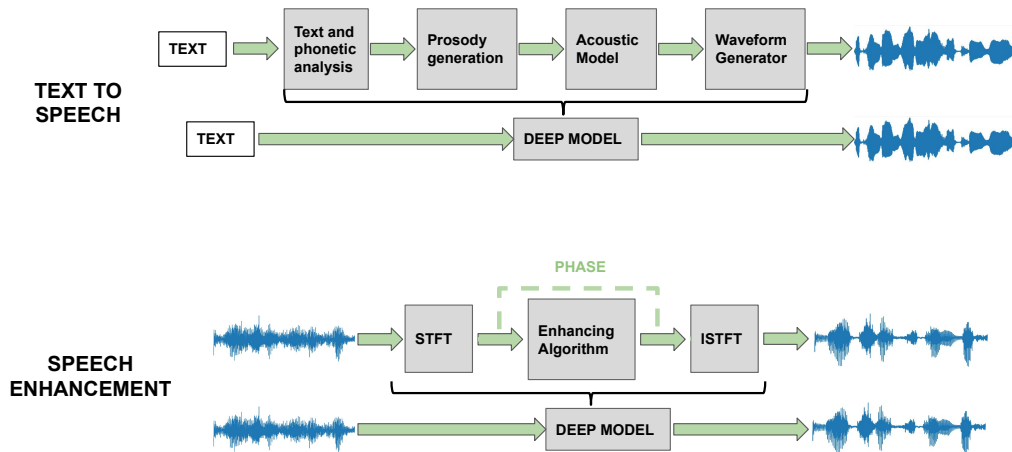 TEXT TO
SPEECH
TEXT
Text and
phonetic
analysis
Prosody
generation
Acoustic
Model
Waveform
Generator
TEXT
DEEP MODEL
SPEECH
ENHANCEMENT
PHASE
STFT
Enhancing
Algorithm
ISTFT
DEEP MODEL